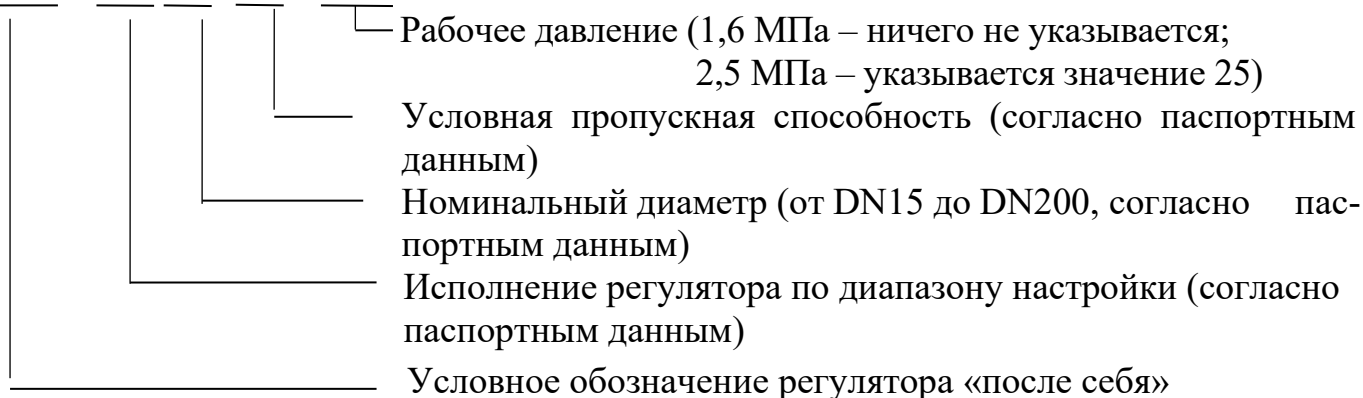 Рабочее давление (1,6 МПа – ничего не указывается;
2,5 МПа – указывается значение 25)
Условная пропускная способность (согласно паспортным
данным)
Номинальный диаметр (от DN15 до DN200, согласно пас-
портным данным)
Исполнение регулятора по диапазону настройки (согласно
паспортным данным)
Условное обозначение регулятора «после себя»